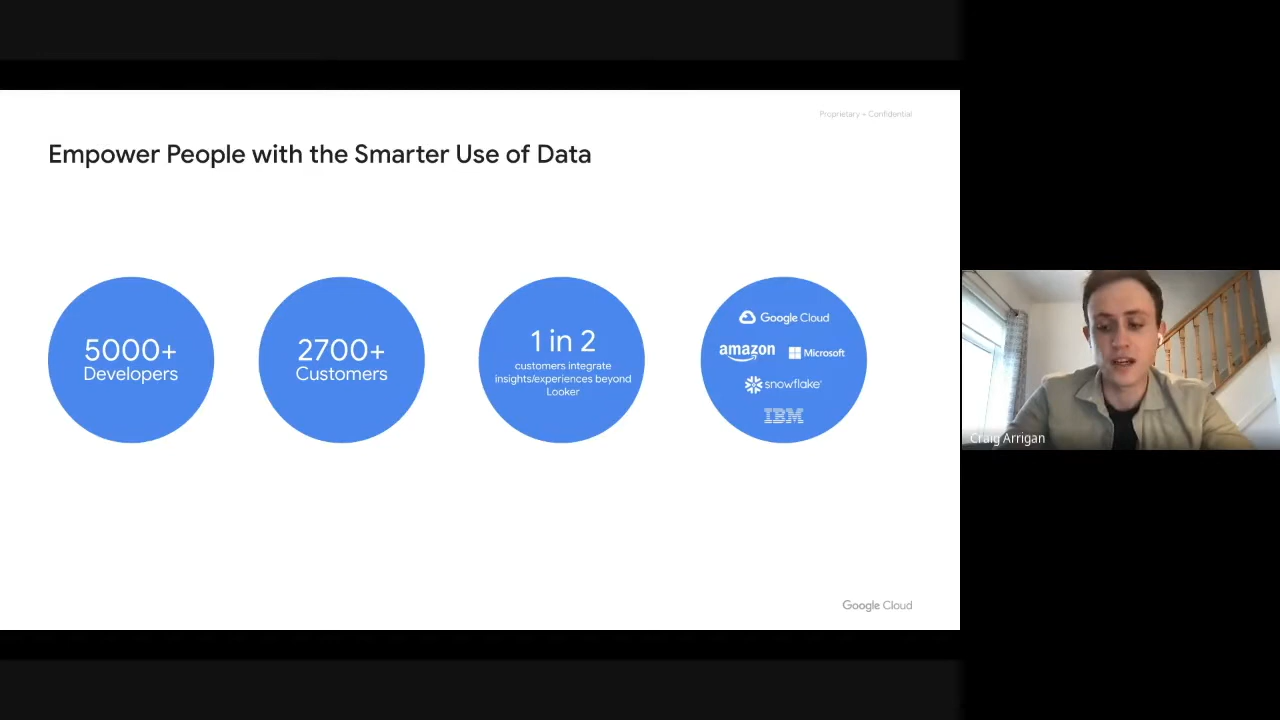 Proprietary + Confidential
Empower People with the Smarter Use of Data
5000+
Developers
2700+
Customers
1 in 2
customers integrate
insights/experiences beyond
Looker
Google Cloud
amazon
Microsoft
snowflake
IBM
Google Cloud
Craig Arrigan